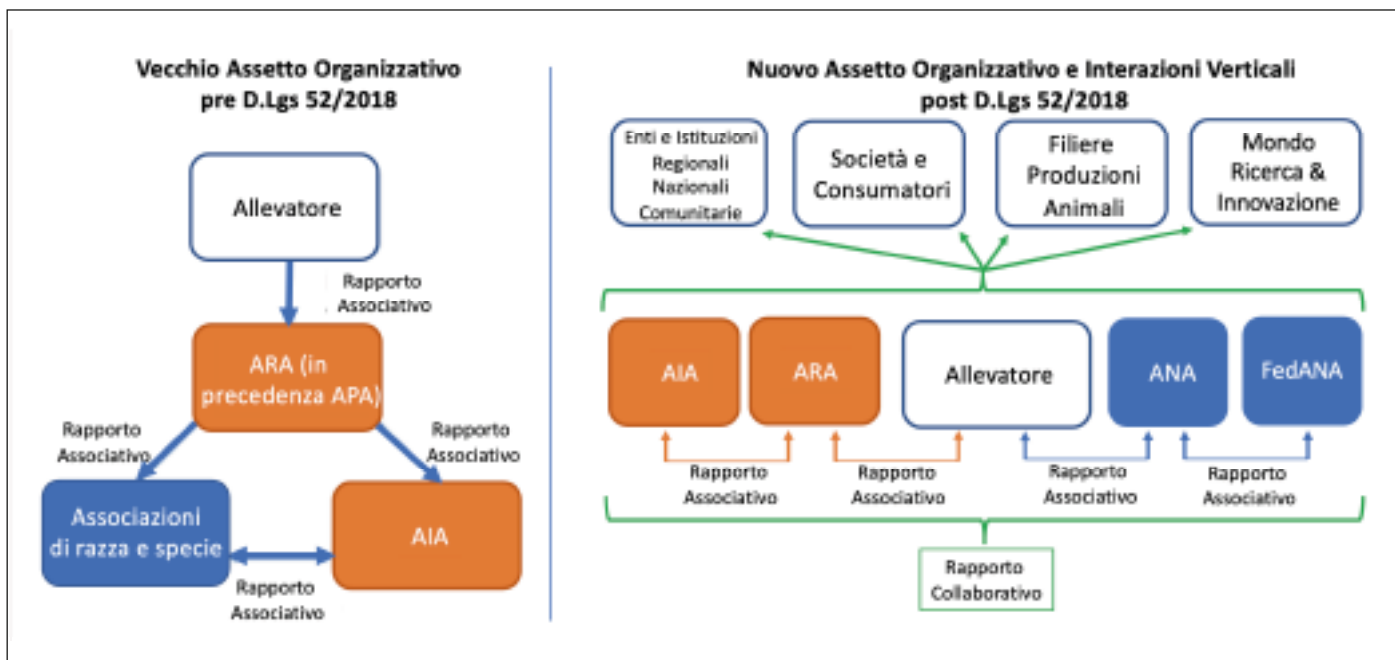 Vecchio Assetto Organizzativo
pre D.Lgs 52/2018
Allevatore
Rapporto
Associativo
ARA (in
precedenza APA)
Rapporto
Associativo
Rapporto
Associativo
Associazioni
di razza e specie
AIA
Rapporto
Associativo
Nuovo Assetto Organizzativo e Interazioni Verticali
post D.Lgs 52/2018
Enti e Istituzioni
Regionali
Nazionali
Comunitarie
Società e
Consumatori
Filiere
Produzioni
Animali
Mondo
Ricerca &
Innovazione
AIA
ARA
Allevatore
ANA
FedANA
Rapporto
Associativo
Rapporto
Associativo
Rapporto
Associativo
Rapporto
Associativo
Rapporto
Collaborativo